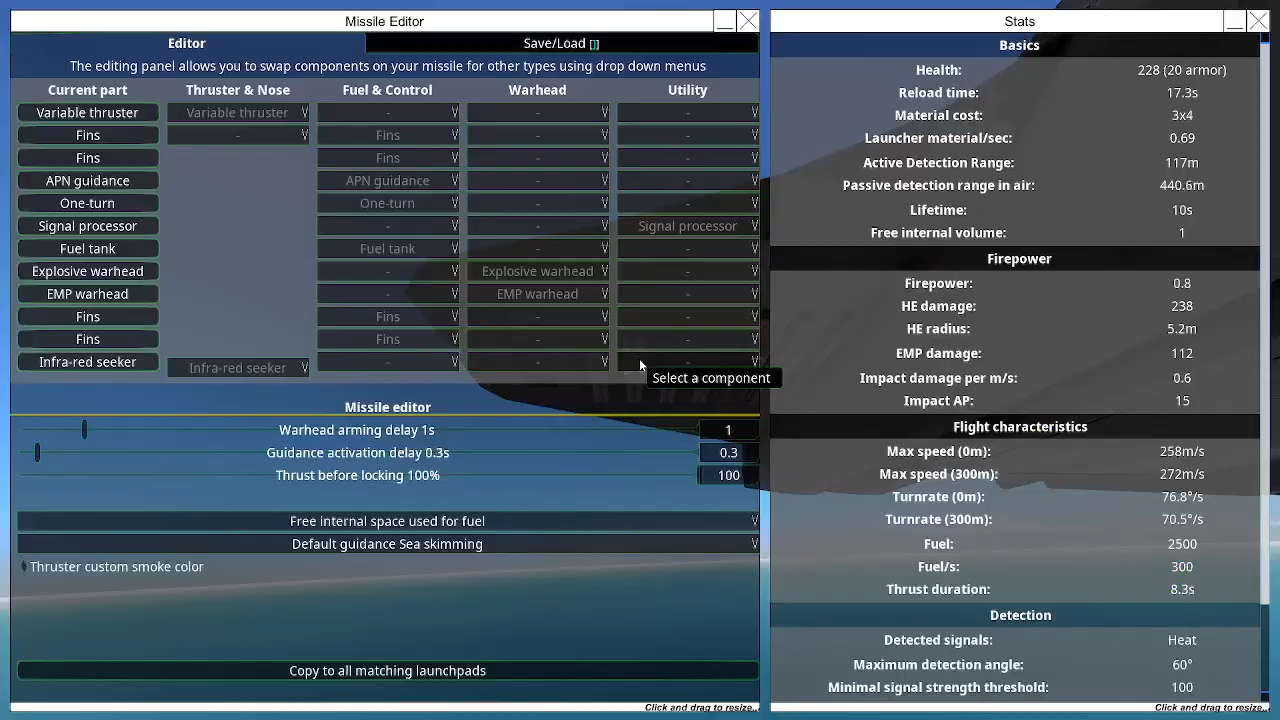 Missile Editor
Editor
Save/Load []
The editing panel allows you to swap components on your missile for other types using drop down menus
Current part Thruster & Nose Fuel & Control Warhead Utility
Variable thruster Variable thruster V - V - V - V
Fins - V Fins V - V - V
Fins Fins V - V - V
APN guidance APN guidance V - V - V
One-turn One-turn V - V - V
Signal processor - V - V Signal processor V
Fuel tank Fuel tank V - V - V
Explosive warhead - V Explosive warhead V - V
EMP warhead - V EMP warhead V - V
Fins Fins V - V - V
Fins Fins V - V - V
Infra-red seeker Infra-red seeker V - V - V - V
Select a component
Missile editor
Warhead arming delay 1s 1
Guidance activation delay 0.3s 0.3
Thrust before locking 100% 100
Free internal space used for fuel V
Default guidance Sea skimming V
Thruster custom smoke color
Copy to all matching launchpads
Click and drag to resize..
Stats
Basics
Health: 228 (20 armor)
Reload time: 17.3s
Material cost: 3x4
Launcher material/sec: 0.69
Active Detection Range: 117m
Passive detection range in air: 440.6m
Lifetime: 10s
Free internal volume: 1
Firepower
Firepower: 0.8
HE damage: 238
HE radius: 5.2m
EMP damage: 112
Impact damage per m/s: 0.6
Impact AP: 15
Flight characteristics
Max speed (0m): 258m/s
Max speed (300m): 272m/s
Turnrate (0m): 76.8°/s
Turnrate (300m): 70.5°/s
Fuel: 2500
Fuel/s: 300
Thrust duration: 8.3s
Detection
Detected signals: Heat
Maximum detection angle: 60°
Minimal signal strength threshold: 100
Click and drag to resize..